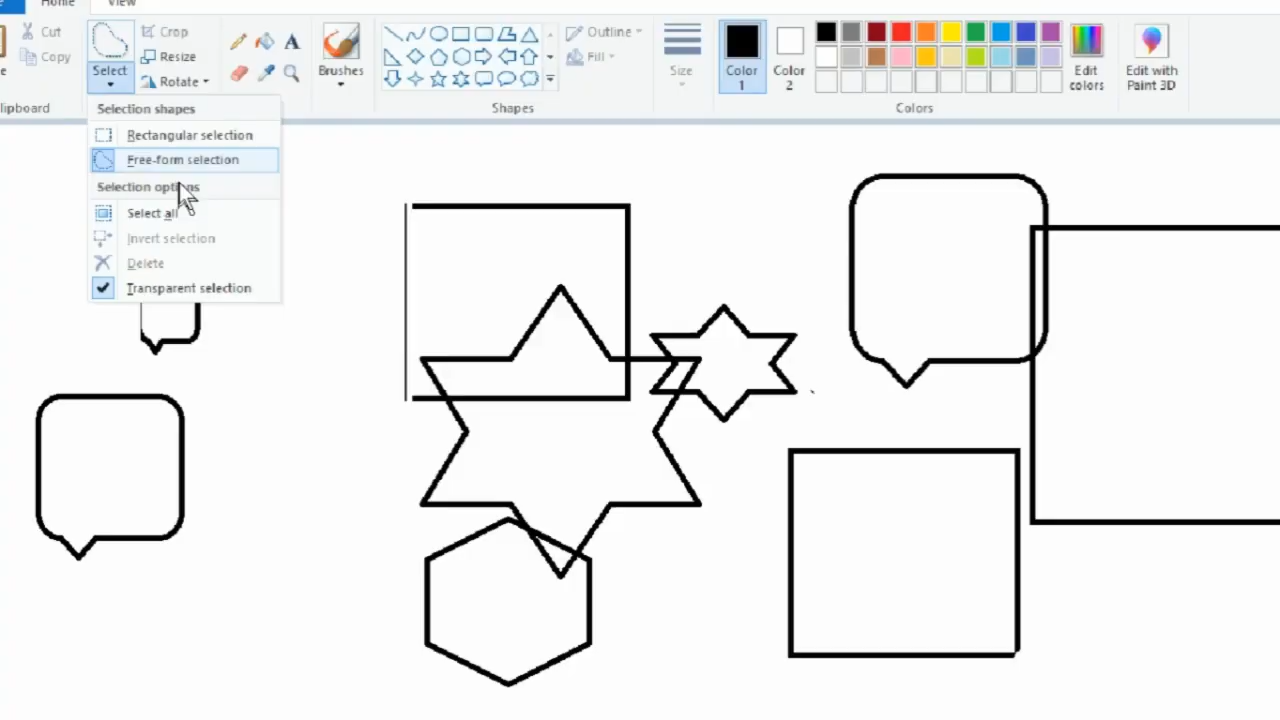 Home
View
Cut
Copy
Clipboard
Select
Crop
Resize
Rotate
A
Brushes
Outline
Fill
Shapes
Size
Color
1
Color
2
Edit
colors
Colors
Edit with
Paint 3D
Selection shapes
Rectangular selection
Free-form selection
Selection options
Select all
Invert selection
Delete
Transparent selection